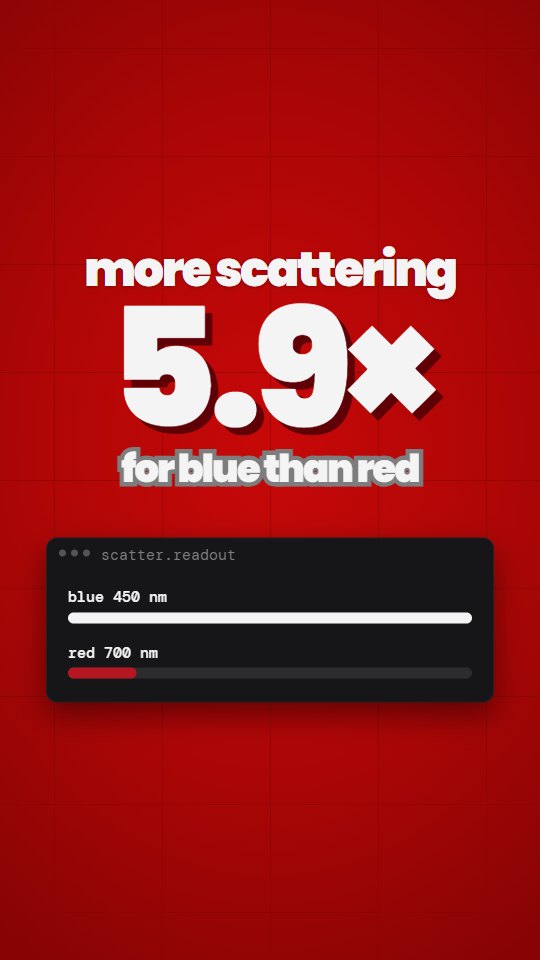 more scattering
5.9×
for blue than red
scatter.readout
blue 450 nm
red 700 nm